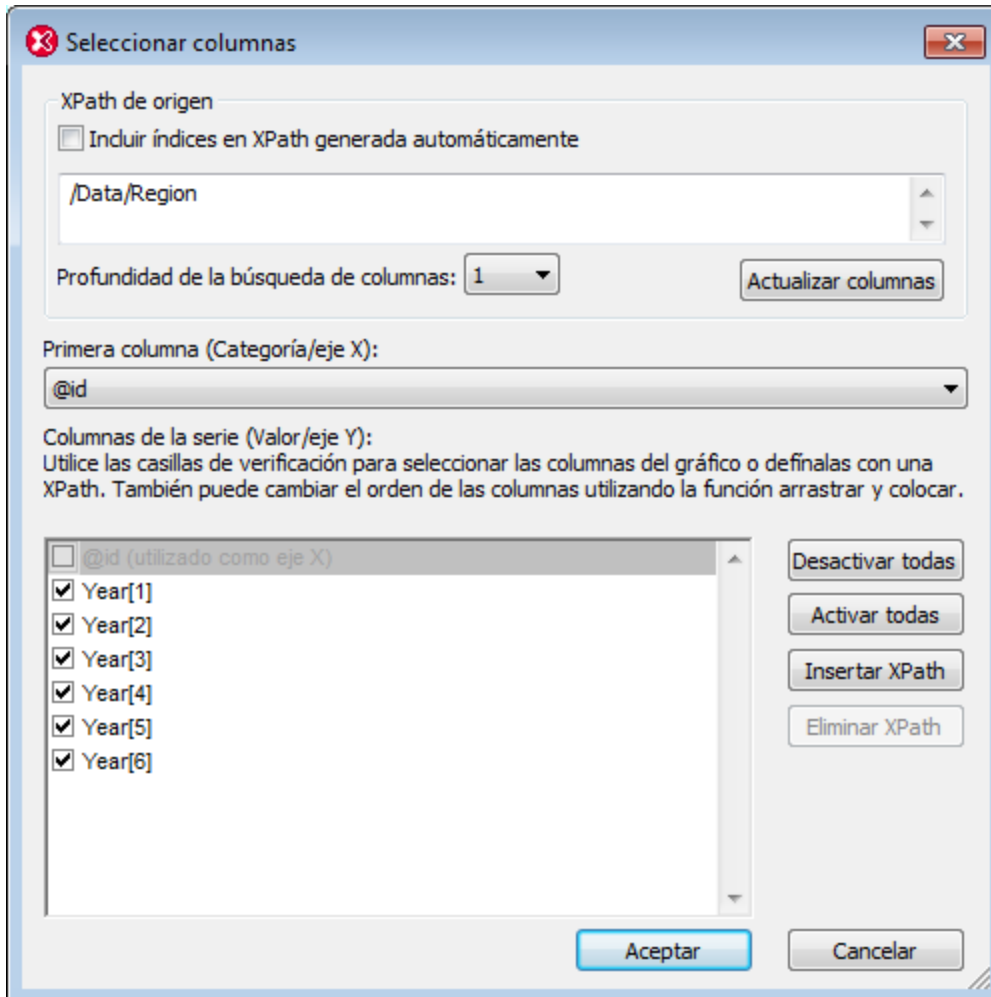 Seleccionar columnas
XPath de origen
Incluir índices en XPath generada automáticamente
/Data/Region
Profundidad de la búsqueda de columnas: 1
Actualizar columnas
Primera columna (Categoría/eje X):
@id
Columnas de la serie (Valor/eje Y):
Utilice las casillas de verificación para seleccionar las columnas del gráfico o defínalas con una
XPath. También puede cambiar el orden de las columnas utilizando la función arrastrar y colocar.
@id (utilizado como eje X)
Year[1]
Year[2]
Year[3]
Year[4]
Year[5]
Year[6]
Desactivar todas
Activar todas
Insertar XPath
Eliminar XPath
Aceptar
Cancelar